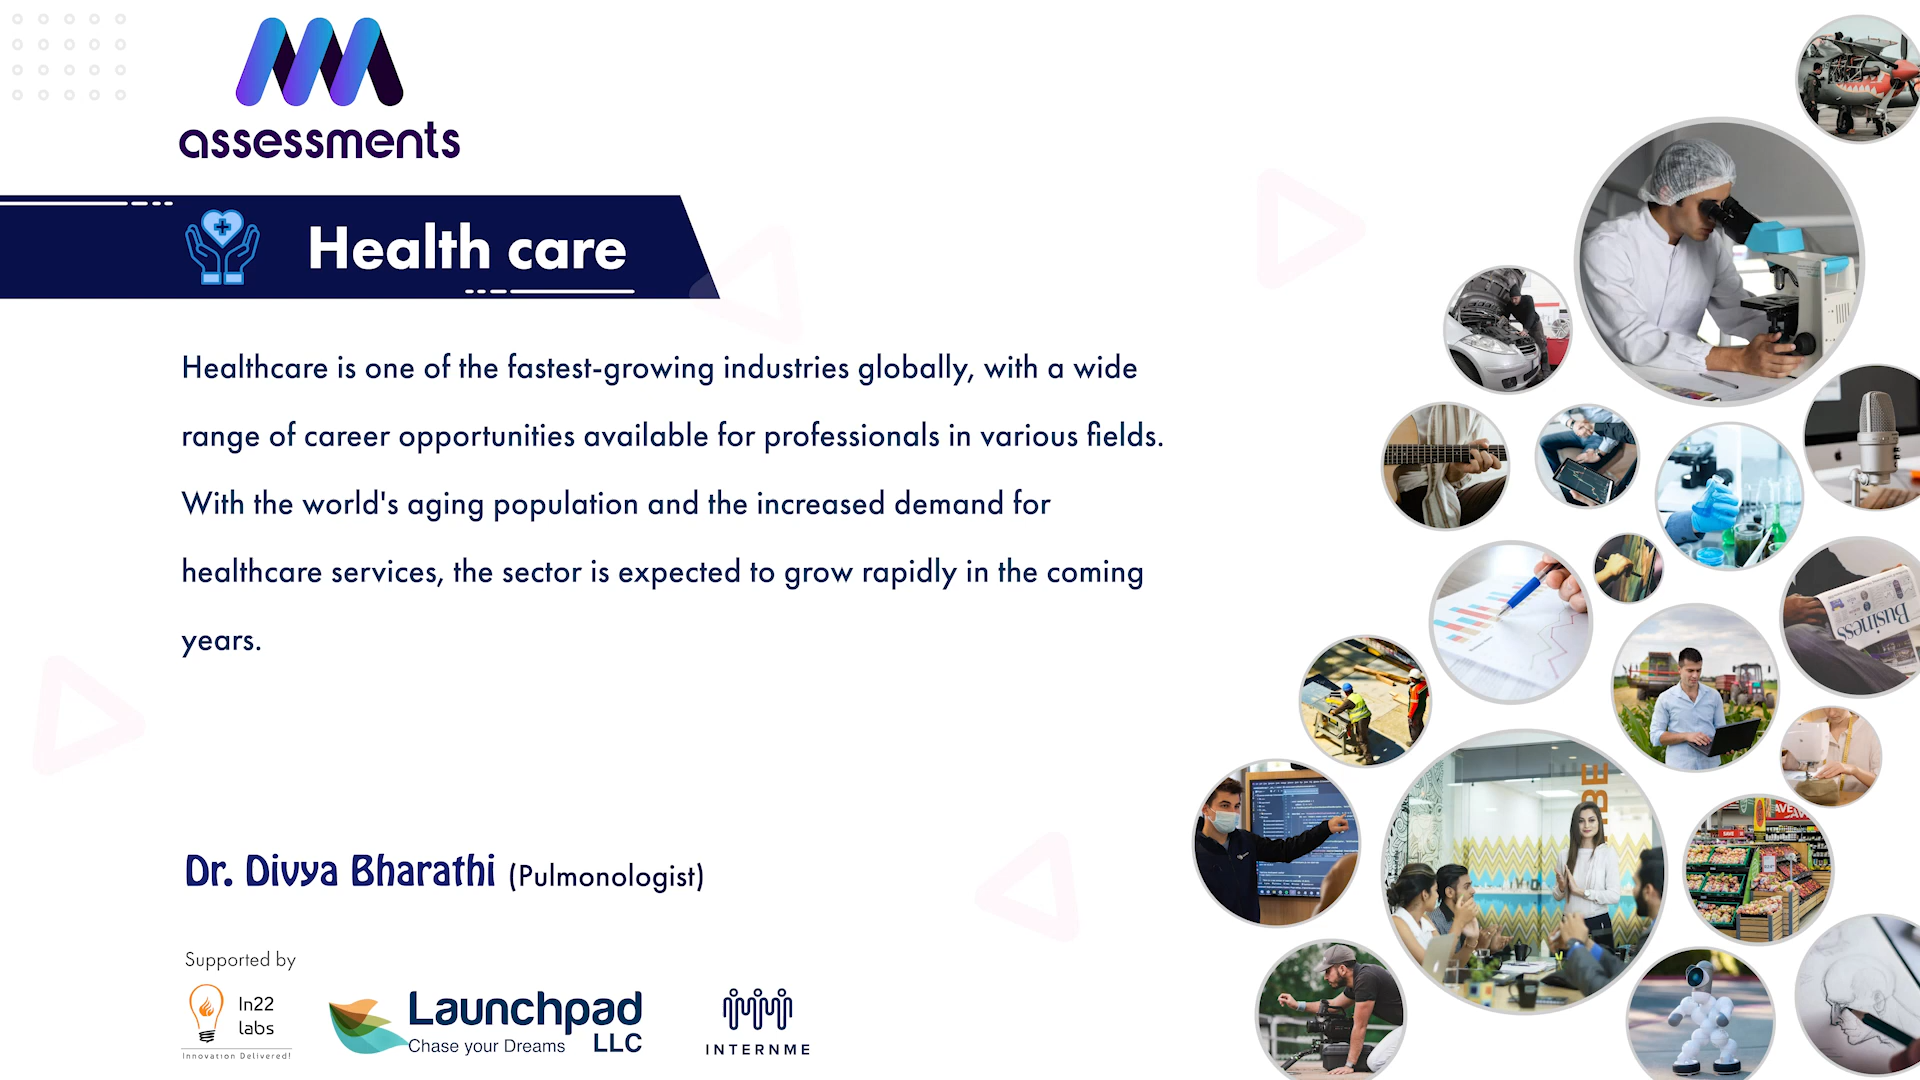 assessments
Health care
Healthcare is one of the fastest-growing industries globally, with a wide
range of career opportunities available for professionals in various fields.
With the world's aging population and the increased demand for
healthcare services, the sector is expected to grow rapidly in the coming
years.
Dr. Divya Bharathi (Pulmonologist)
Supported by
In22
labs
Innovation Delivered!
Launchpad
LLC
Chase your Dreams
INTERNME
Business
SAVE